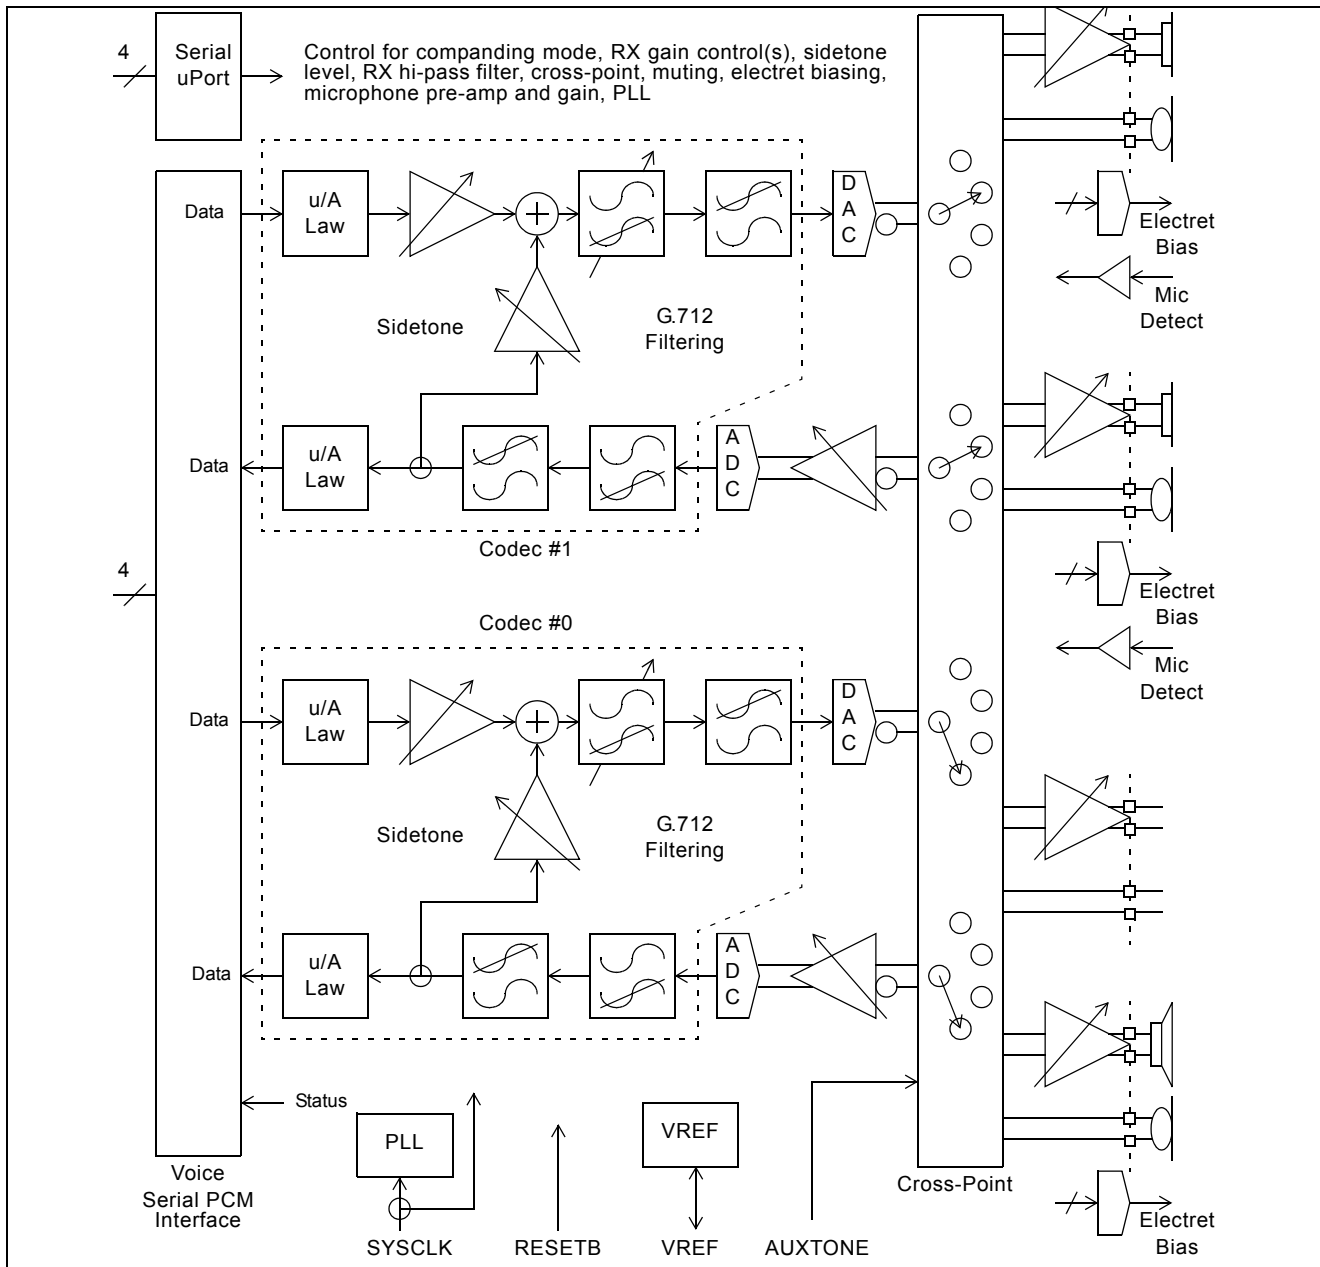 4
Serial
uPort
Control for companding mode, RX gain control(s), sidetone
level, RX hi-pass filter, cross-point, muting, electret biasing,
microphone pre-amp and gain, PLL
Data
u/A
Law
D
A
C
Electret
Bias
Sidetone
G.712
Filtering
Mic
Detect
Data
u/A
Law
A
D
C
Codec #1
4
Electret
Bias
Codec #0
Mic
Detect
Data
u/A
Law
D
A
C
Sidetone
G.712
Filtering
Data
u/A
Law
A
D
C
Status
PLL
VREF
Voice
Serial PCM
Interface
Cross-Point
SYSCLK
RESETB
VREF
AUXTONE
Electret
Bias